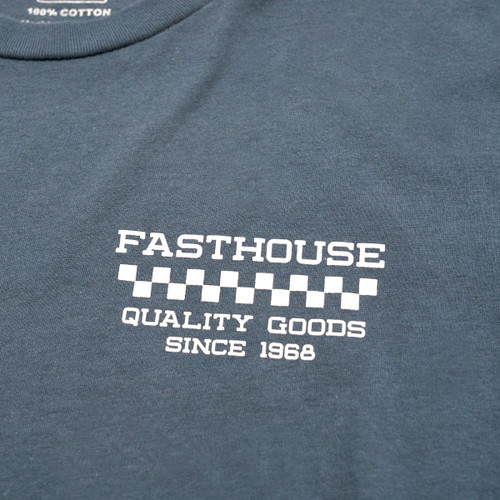 100% COTTON
FASTHOUSE
QUALITY GOODS
SINCE 1968